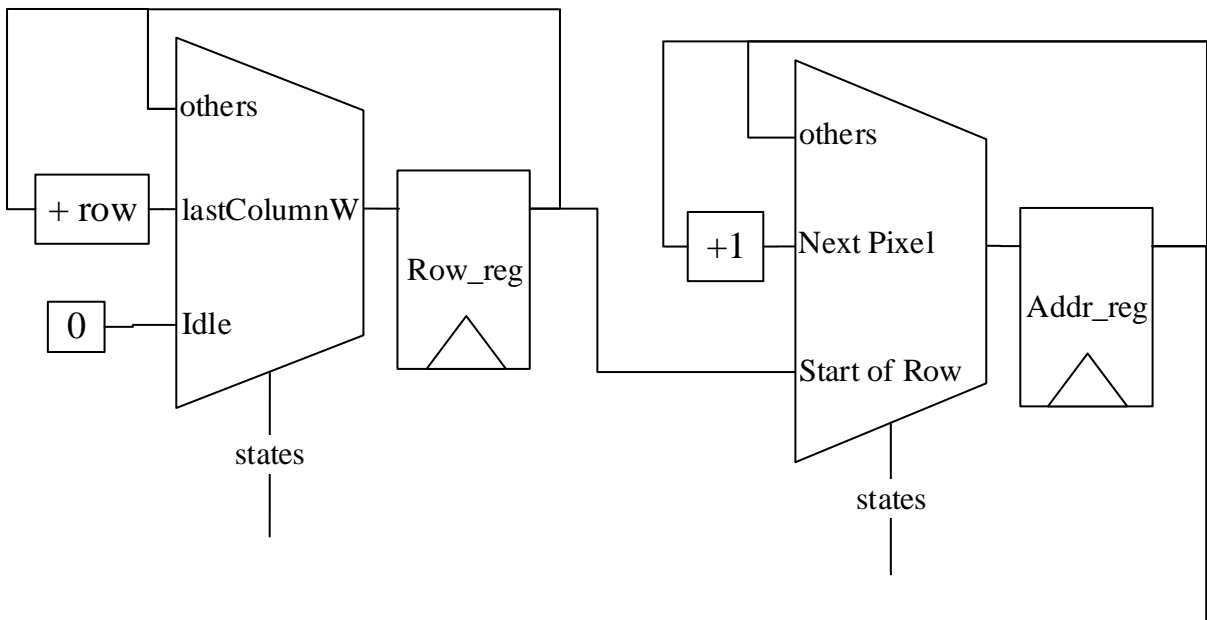 others
+ row
lastColumnW
0
Idle
Row_reg
states
others
+1
Next Pixel
Start of Row
Addr_reg
states